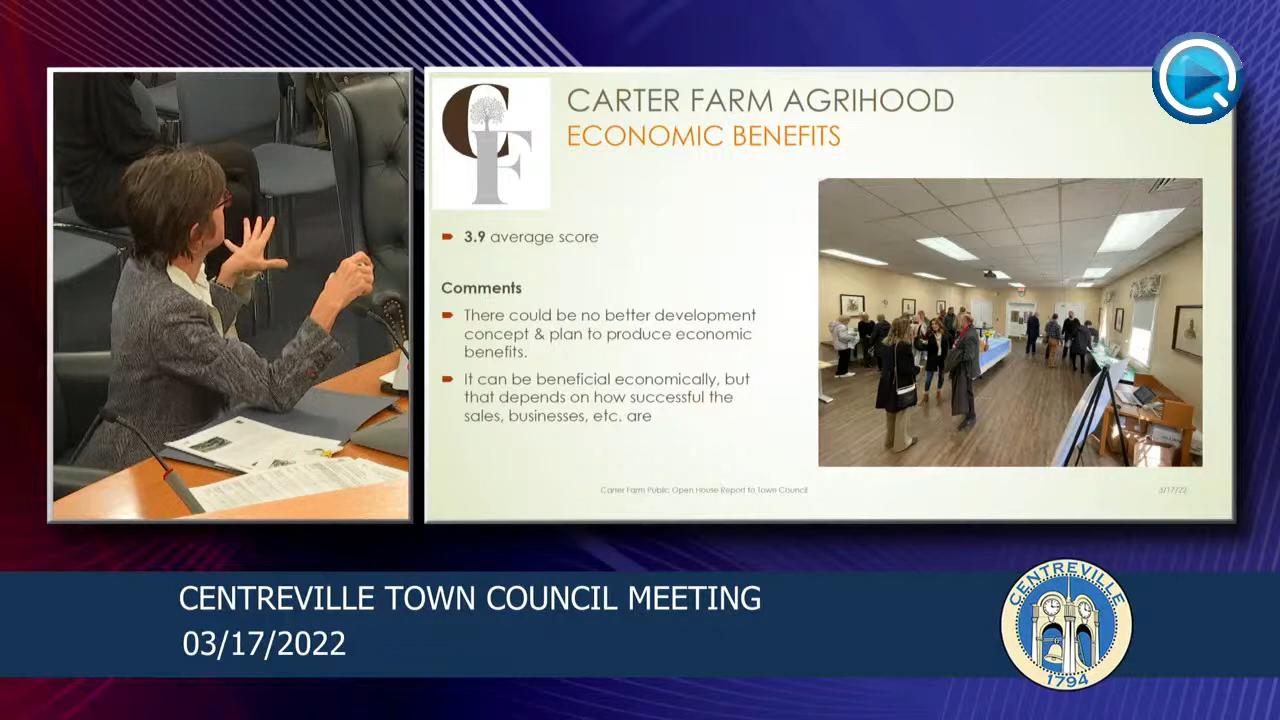 CF
CARTER FARM AGRIHOOD
ECONOMIC BENEFITS
3.9 average score
Comments
There could be no better development
concept & plan to produce economic
benefits.
It can be beneficial economically, but
that depends on how successful the
sales, businesses, etc. are
Carter Farm Public Open House Report to Town Council
3/17/22
CENTREVILLE TOWN COUNCIL MEETING
03/17/2022
CENTREVILLE
1794